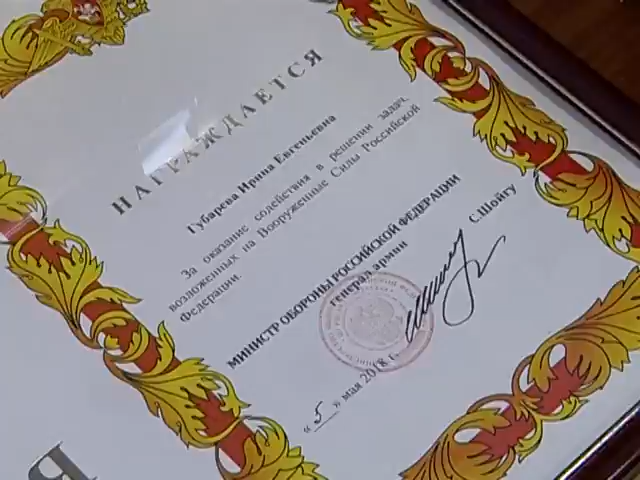 НАГРАЖДАЕТСЯ
Губарева Ирина Евгеньевна
За оказание содействия в решении задач,
возложенных на Вооруженные Силы Российской
Федерации.
МИНИСТР ОБОРОНЫ РОССИЙСКОЙ ФЕДЕРАЦИИ
генерал армии
С.Шойгу
« 5 » мая 2018 г.
Я